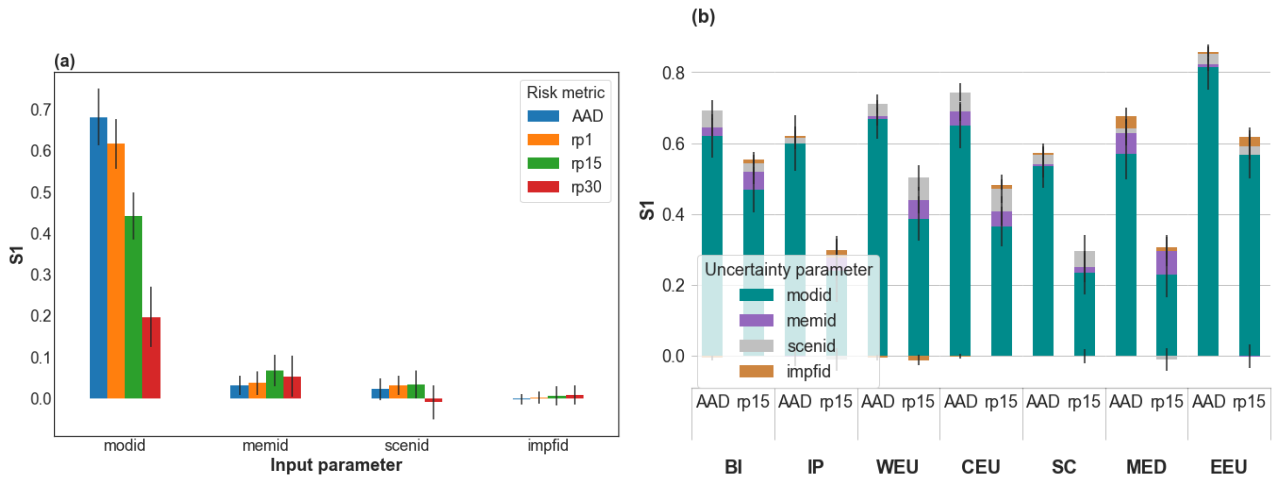 (a)
0.7
0.6
0.5
0.4
0.3
0.2
0.1
0.0
S1
Risk metric
AAD
rp1
rp15
rp30
modid memid scenid impfid
Input parameter
(b)
0.8
0.6
0.4
0.2
0.0
S1
Uncertainty parameter
modid
memid
scenid
impfid
AAD rp15 AAD rp15 AAD rp15 AAD rp15 AAD rp15 AAD rp15 AAD rp15
BI IP WEU CEU SC MED EEU